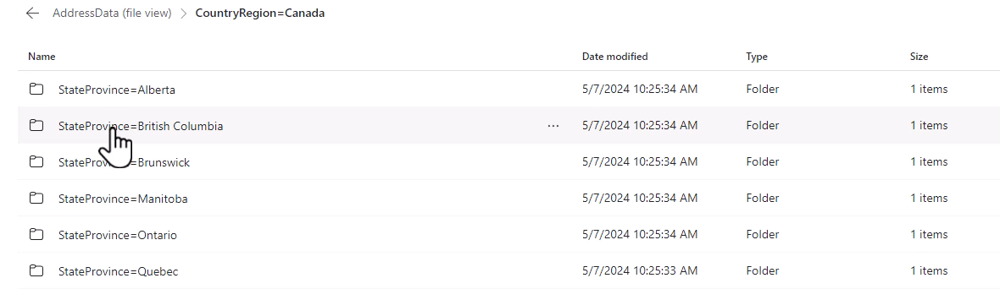 AddressData (file view) > CountryRegion=Canada
Name Date modified Type Size
StateProvince=Alberta 5/7/2024 10:25:34 AM Folder 1 items
StateProvince=British Columbia ... 5/7/2024 10:25:34 AM Folder 1 items
StateProvince=Brunswick 5/7/2024 10:25:34 AM Folder 1 items
StateProvince=Manitoba 5/7/2024 10:25:34 AM Folder 1 items
StateProvince=Ontario 5/7/2024 10:25:34 AM Folder 1 items
StateProvince=Quebec 5/7/2024 10:25:33 AM Folder 1 items